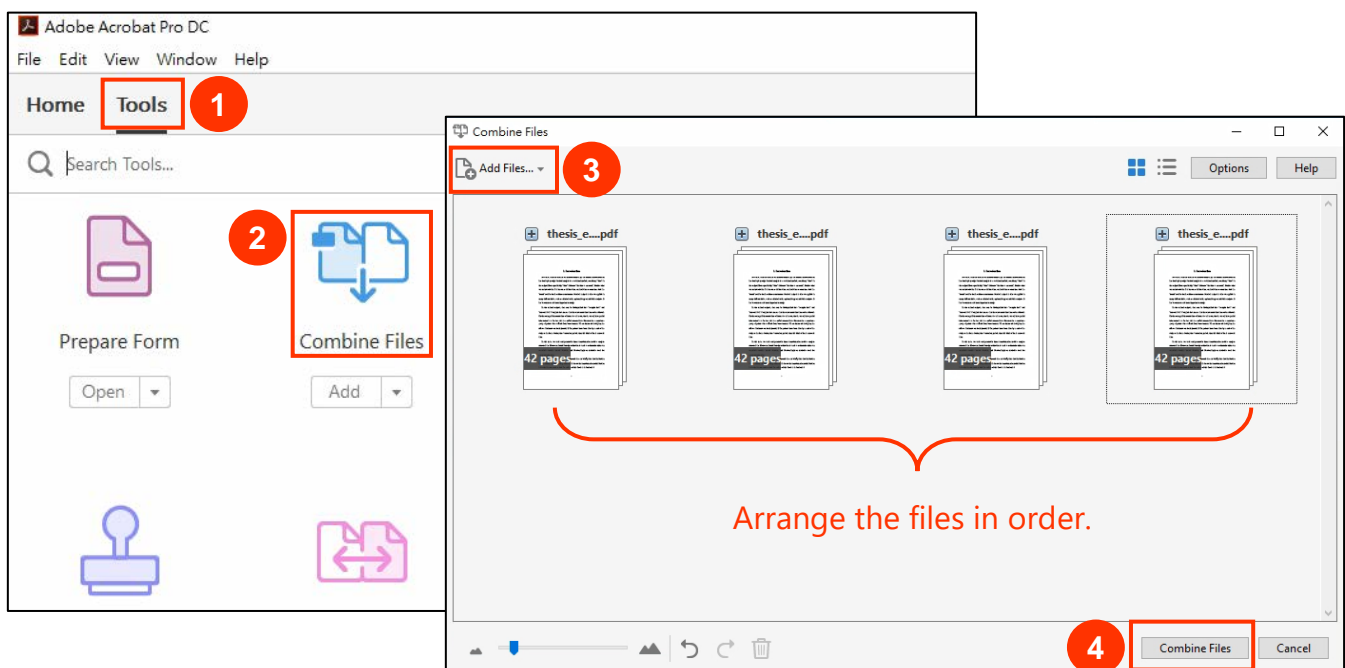 Adobe Acrobat Pro DC
File Edit View Window Help
Home Tools 1
Search Tools...
2
Prepare Form Combine Files
Open Add
Combine Files
Add Files... 3 Options Help
thesis_e....pdf thesis_e....pdf thesis_e....pdf thesis_e....pdf
42 pages 42 pages 42 pages 42 pages
Arrange the files in order.
4 Combine Files Cancel